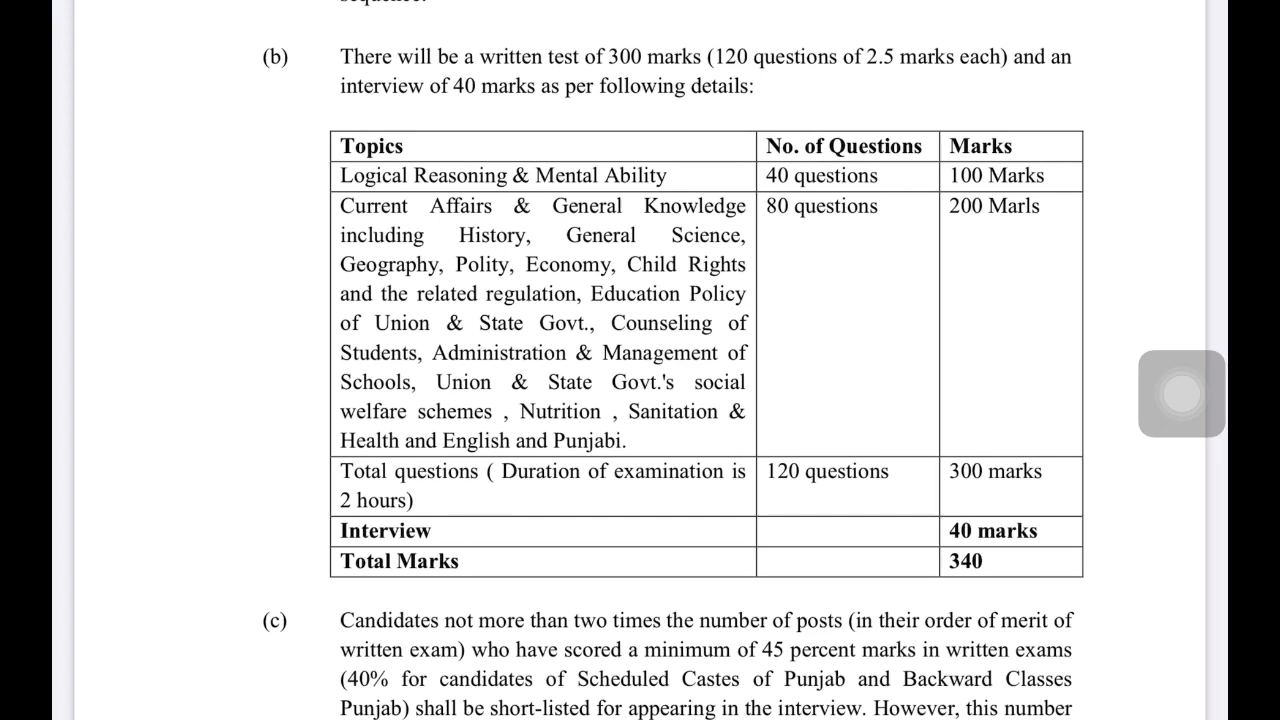 sequence.
(b) There will be a written test of 300 marks (120 questions of 2.5 marks each) and an
interview of 40 marks as per following details:
Topics No. of Questions Marks
Logical Reasoning & Mental Ability 40 questions 100 Marks
Current Affairs & General Knowledge 80 questions 200 Marls
including History, General Science,
Geography, Polity, Economy, Child Rights
and the related regulation, Education Policy
of Union & State Govt., Counseling of
Students, Administration & Management of
Schools, Union & State Govt.'s social
welfare schemes , Nutrition , Sanitation &
Health and English and Punjabi.
Total questions ( Duration of examination is 120 questions 300 marks
2 hours)
Interview 40 marks
Total Marks 340
(c) Candidates not more than two times the number of posts (in their order of merit of
written exam) who have scored a minimum of 45 percent marks in written exams
(40% for candidates of Scheduled Castes of Punjab and Backward Classes
Punjab) shall be short-listed for appearing in the interview. However, this number